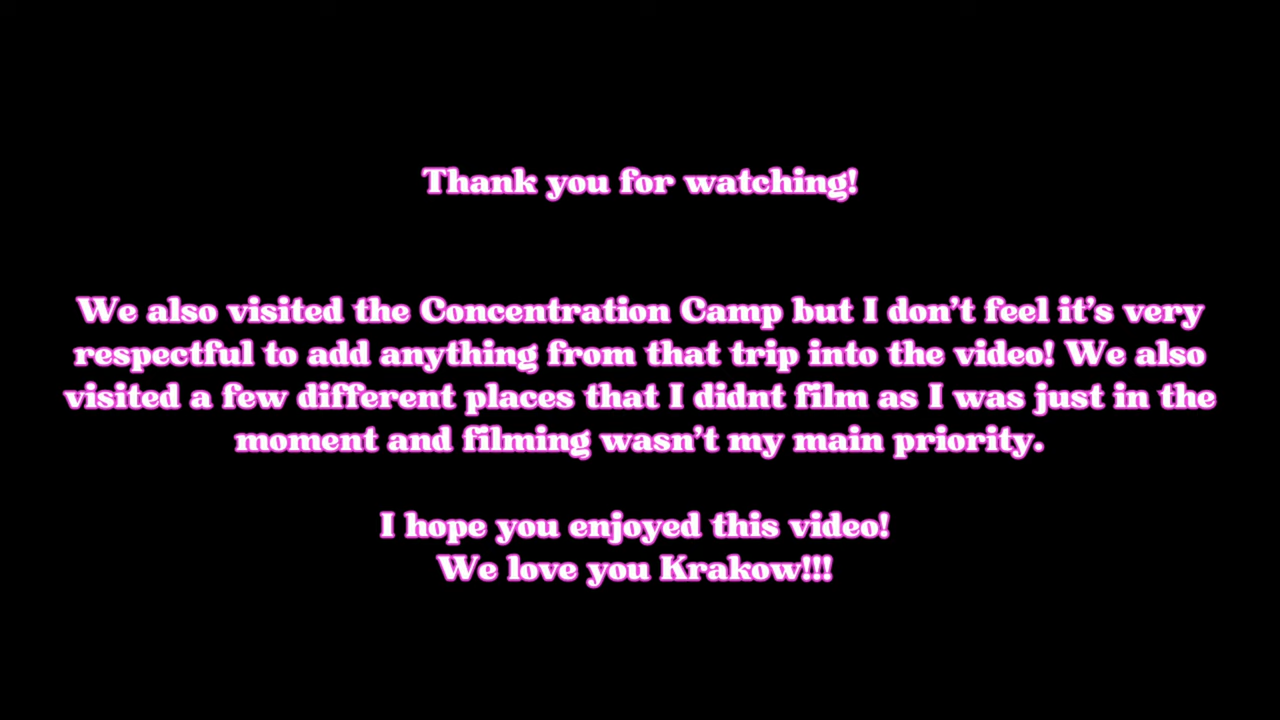 Thank you for watching!
We also visited the Concentration Camp but I don't feel it's very
respectful to add anything from that trip into the video! We also
visited a few different places that I didnt film as I was just in the
moment and filming wasn't my main priority.
I hope you enjoyed this video!
We love you Krakow!!!